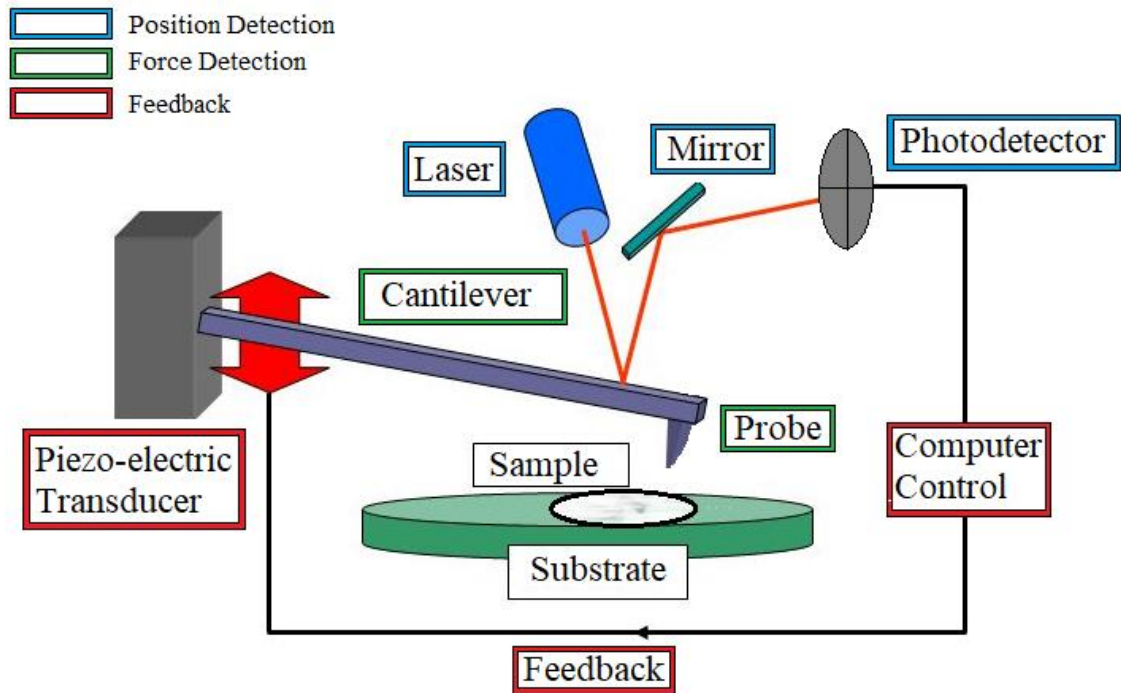 Position Detection
Force Detection
Feedback
Laser
Mirror
Photodetector
Cantilever
Probe
Piezo-electric
Transducer
Sample
Computer
Control
Substrate
Feedback